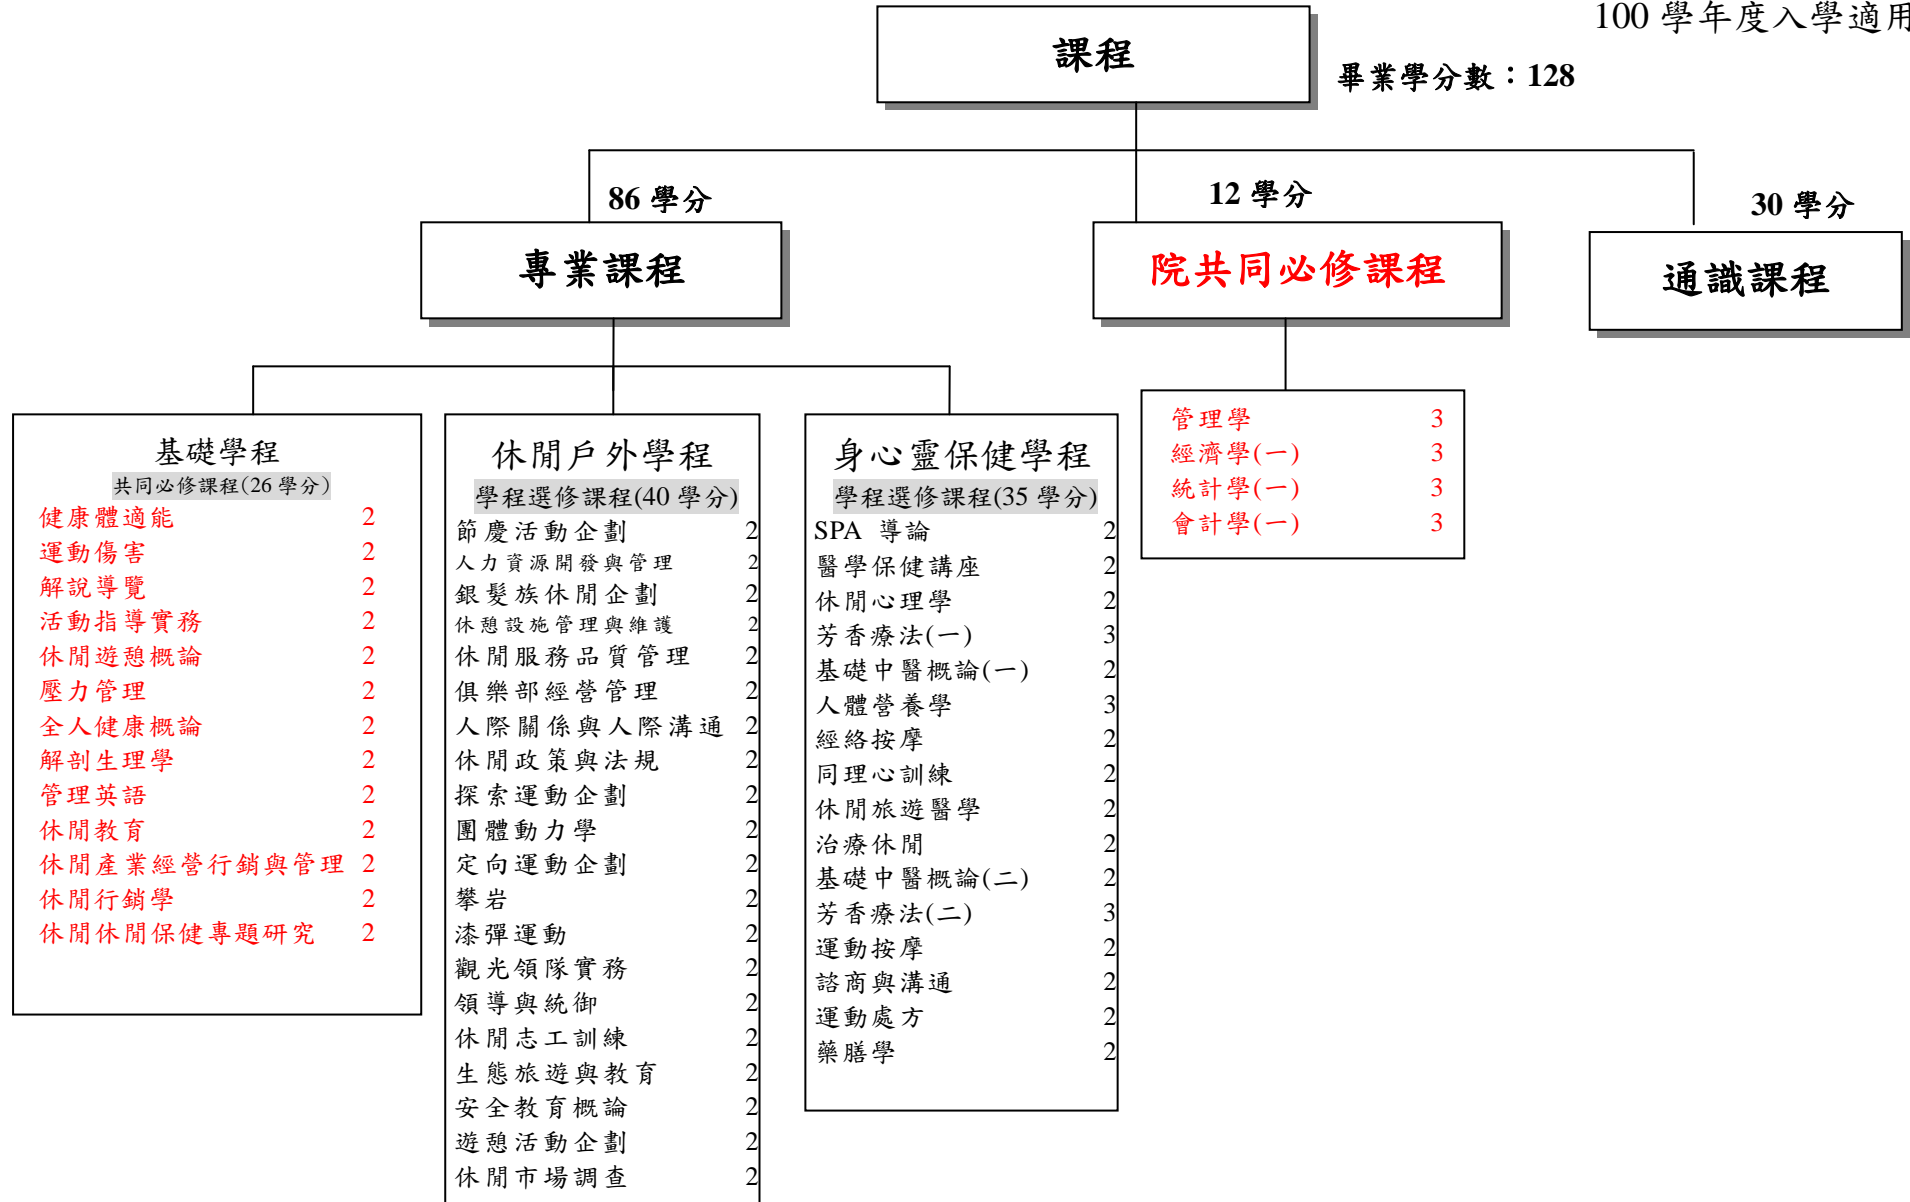 100 學年度入學適用
課程
畢業學分數：128
86 學分
12 學分
30 學分
專業課程
院共同必修課程
通識課程
基礎學程
共同必修課程(26 學分)
健康體適能 2
運動傷害 2
解說導覽 2
活動指導實務 2
休閒遊憩概論 2
壓力管理 2
全人健康概論 2
解剖生理學 2
管理英語 2
休閒教育 2
休閒產業經營行銷與管理 2
休閒行銷學 2
休閒休閒保健專題研究 2
休閒戶外學程
學程選修課程(40 學分)
節慶活動企劃 2
人力資源開發與管理 2
銀髮族休閒企劃 2
休憩設施管理與維護 2
休閒服務品質管理 2
俱樂部經營管理 2
人際關係與人際溝通 2
休閒政策與法規 2
探索運動企劃 2
團體動力學 2
定向運動企劃 2
攀岩 2
漆彈運動 2
觀光領隊實務 2
領導與統御 2
休閒志工訓練 2
生態旅遊與教育 2
安全教育概論 2
遊憩活動企劃 2
休閒市場調查 2
身心靈保健學程
學程選修課程(35 學分)
SPA 導論 2
醫學保健講座 2
休閒心理學 2
芳香療法(一) 3
基礎中醫概論(一) 2
人體營養學 3
經絡按摩 2
同理心訓練 2
休閒旅遊醫學 2
治療休閒 2
基礎中醫概論(二) 2
芳香療法(二) 3
運動按摩 2
諮商與溝通 2
運動處方 2
藥膳學 2
管理學 3
經濟學(一) 3
統計學(一) 3
會計學(一) 3